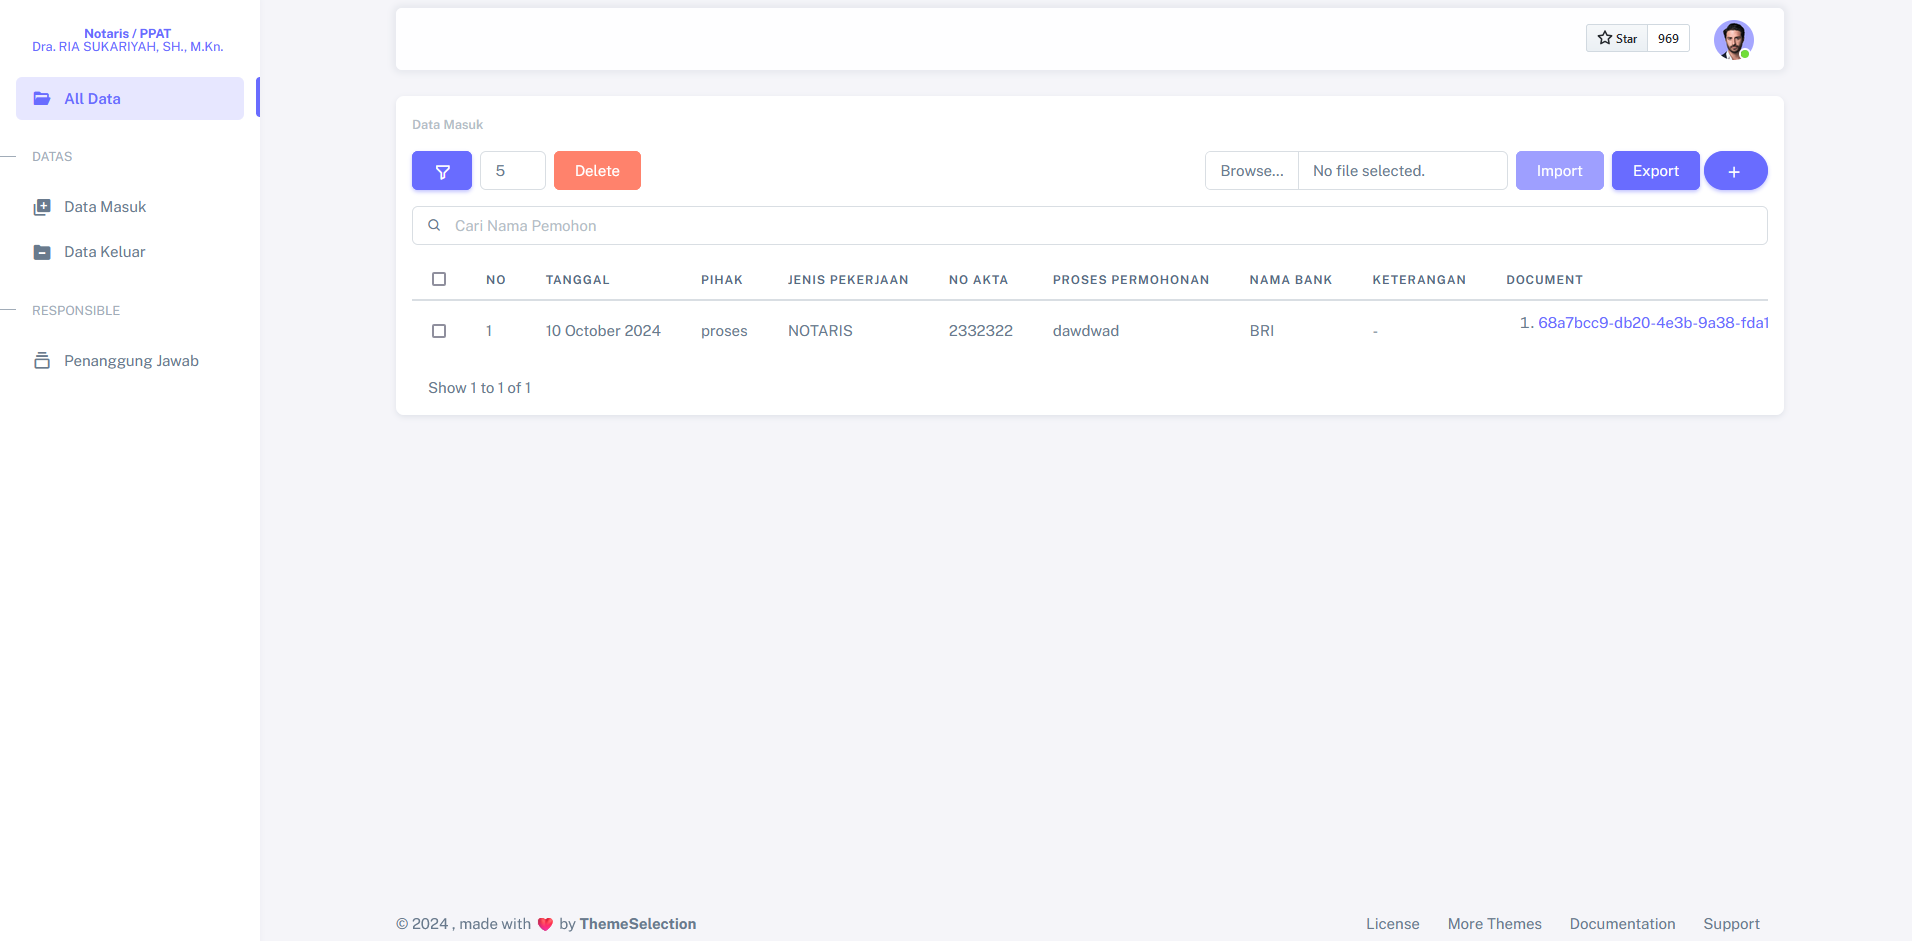 Notaris / PPAT
Dra. RIA SUKARIYAH, SH., M.Kn.
All Data
DATAS
Data Masuk
Data Keluar
RESPONSIBLE
Penanggung Jawab
Star 969
Data Masuk
5 Delete Browse... No file selected. Import Export +
Cari Nama Pemohon
NO TANGGAL PIHAK JENIS PEKERJAAN NO AKTA PROSES PERMOHONAN NAMA BANK KETERANGAN DOCUMENT
1 10 October 2024 proses NOTARIS 2332322 dawdwad BRI - 1. 68a7bcc9-db20-4e3b-9a38-fda1
Show 1 to 1 of 1
© 2024 , made with ❤️ by ThemeSelection
License More Themes Documentation Support